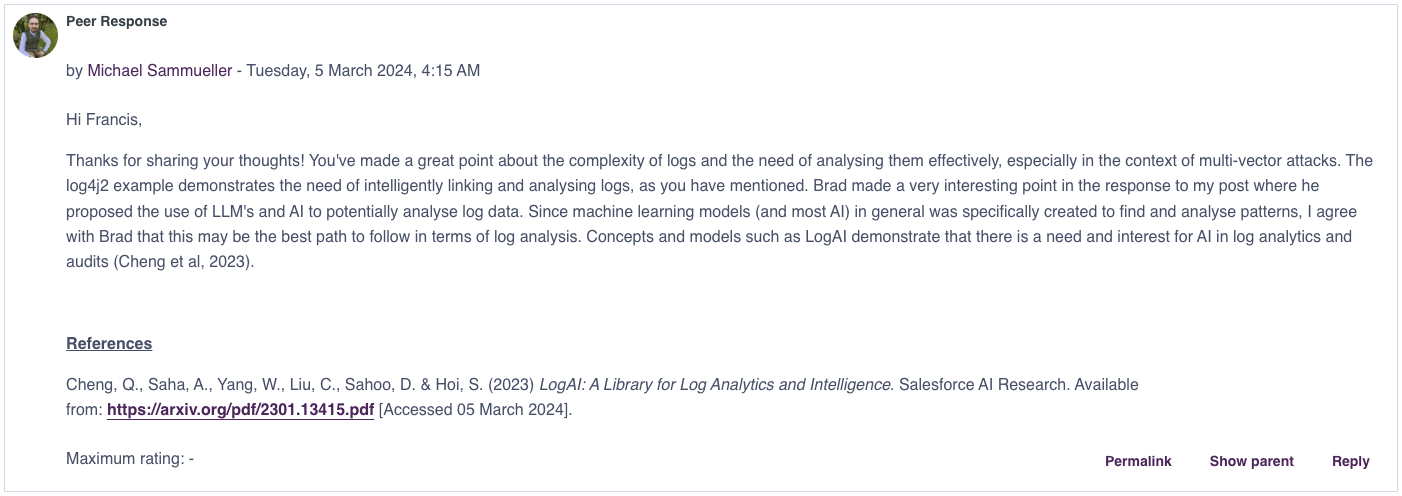 Peer Response
by Michael Sammueller - Tuesday, 5 March 2024, 4:15 AM
Hi Francis,
Thanks for sharing your thoughts! You've made a great point about the complexity of logs and the need of analysing them effectively, especially in the context of multi-vector attacks. The
log4j2 example demonstrates the need of intelligently linking and analysing logs, as you have mentioned. Brad made a very interesting point in the response to my post where he
proposed the use of LLM's and AI to potentially analyse log data. Since machine learning models (and most AI) in general was specifically created to find and analyse patterns, I agree
with Brad that this may be the best path to follow in terms of log analysis. Concepts and models such as LogAI demonstrate that there is a need and interest for AI in log analytics and
audits (Cheng et al, 2023).
References
Cheng, Q., Saha, A., Yang, W., Liu, C., Sahoo, D. & Hoi, S. (2023) LogAI: A Library for Log Analytics and Intelligence. Salesforce AI Research. Available
from: https://arxiv.org/pdf/2301.13415.pdf [Accessed 05 March 2024].
Maximum rating: -
Permalink Show parent Reply